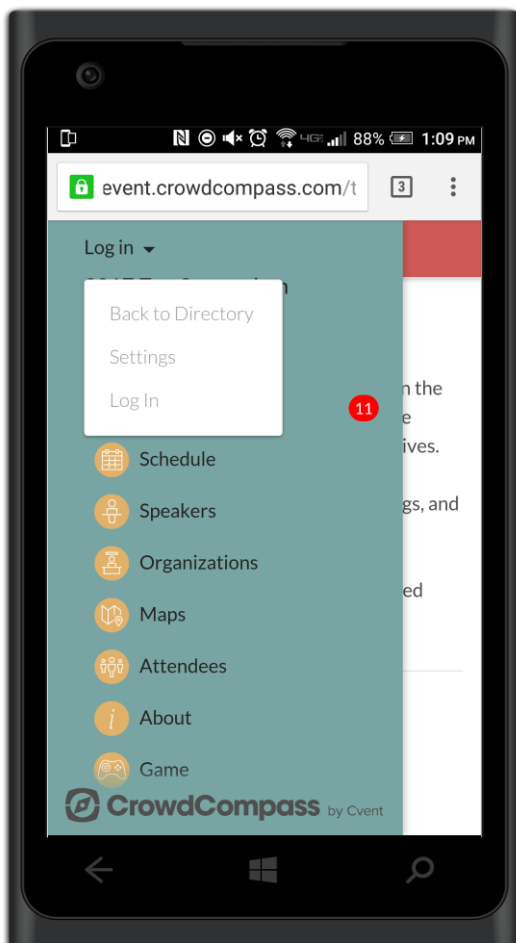 4G 88% 1:09 PM
event.crowdcompass.com/t 3
Log in
Back to Directory
Settings
Log In
n the
11
e
ives.
Schedule
gs, and
Speakers
Organizations
ed
Maps
Attendees
About
Game
CrowdCompass by Cvent